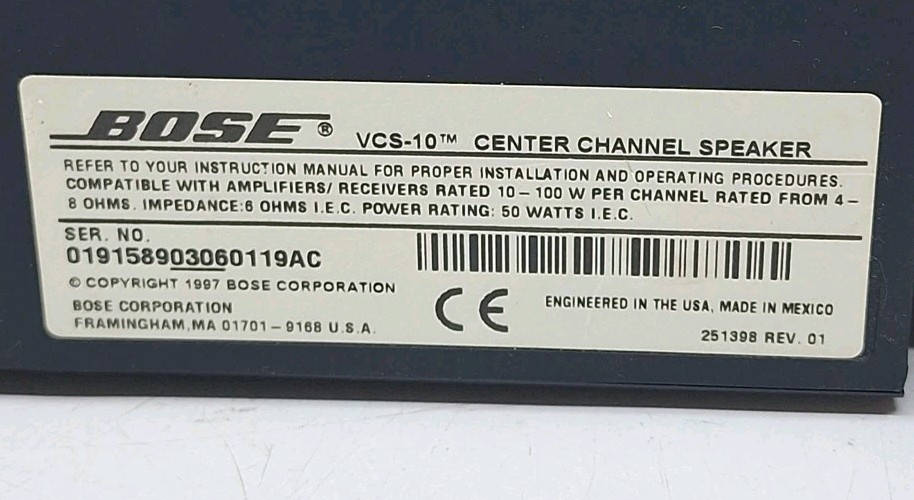 BOSE® VCS-10™ CENTER CHANNEL SPEAKER
REFER TO YOUR INSTRUCTION MANUAL FOR PROPER INSTALLATION AND OPERATING PROCEDURES.
COMPATIBLE WITH AMPLIFIERS/ RECEIVERS RATED 10-100 W PER CHANNEL RATED FROM 4-
8 OHMS. IMPEDANCE:6 OHMS I.E.C. POWER RATING: 50 WATTS I.E.C.
SER. NO.
019158903060119AC
© COPYRIGHT 1997 BOSE CORPORATION
BOSE CORPORATION
FRAMINGHAM,MA 01701-9168 U.S.A.
CE
ENGINEERED IN THE USA, MADE IN MEXICO
251398 REV. 01